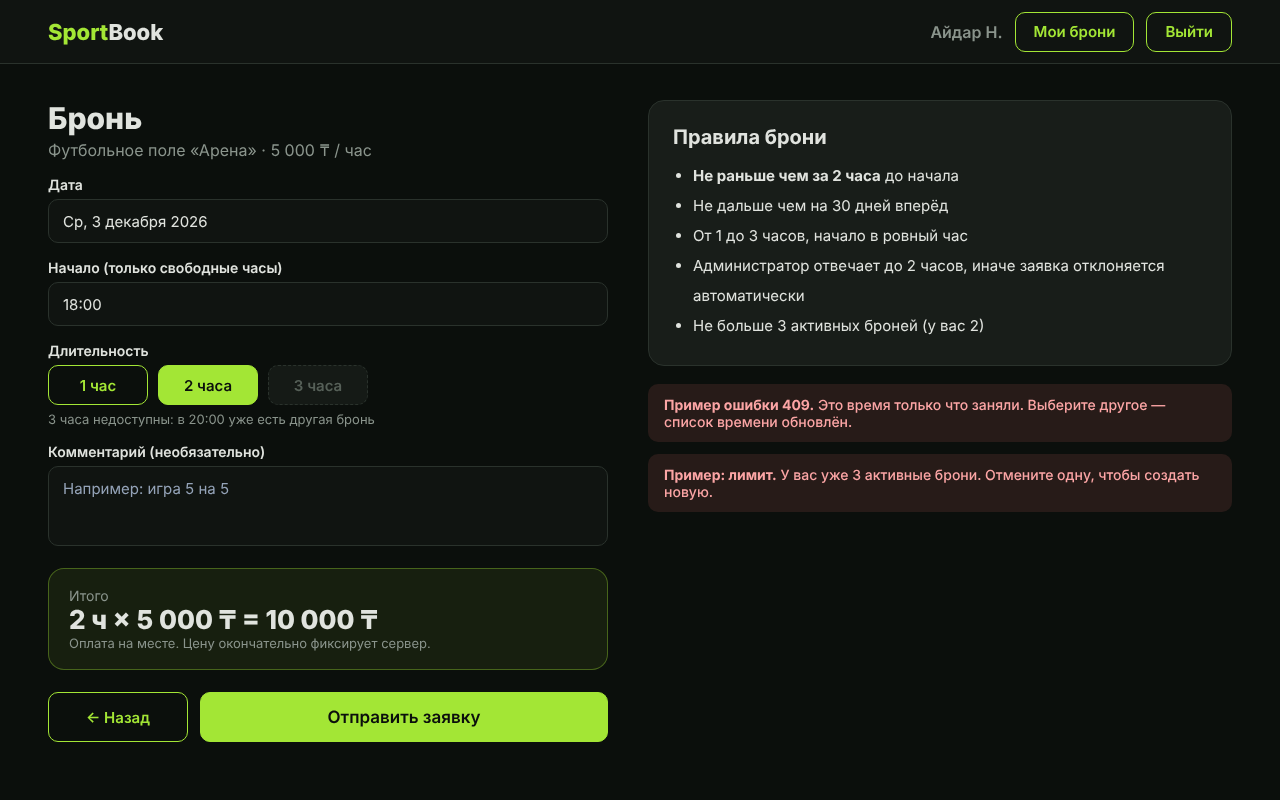 SportBook
Айдар Н.
Мои брони
Выйти
Бронь
Футбольное поле «Арена» · 5 000 ₸ / час
Дата
Ср, 3 декабря 2026
Начало (только свободные часы)
18:00
Длительность
1 час
2 часа
3 часа
3 часа недоступны: в 20:00 уже есть другая бронь
Комментарий (необязательно)
Например: игра 5 на 5
Итого
2 ч × 5 000 ₸ = 10 000 ₸
Оплата на месте. Цену окончательно фиксирует сервер.
← Назад
Отправить заявку
Правила брони
• Не раньше чем за 2 часа до начала
• Не дальше чем на 30 дней вперёд
• От 1 до 3 часов, начало в ровный час
• Администратор отвечает до 2 часов, иначе заявка отклоняется
автоматически
• Не больше 3 активных броней (у вас 2)
Пример ошибки 409. Это время только что заняли. Выберите другое —
список времени обновлён.
Пример: лимит. У вас уже 3 активные брони. Отмените одну, чтобы создать
новую.